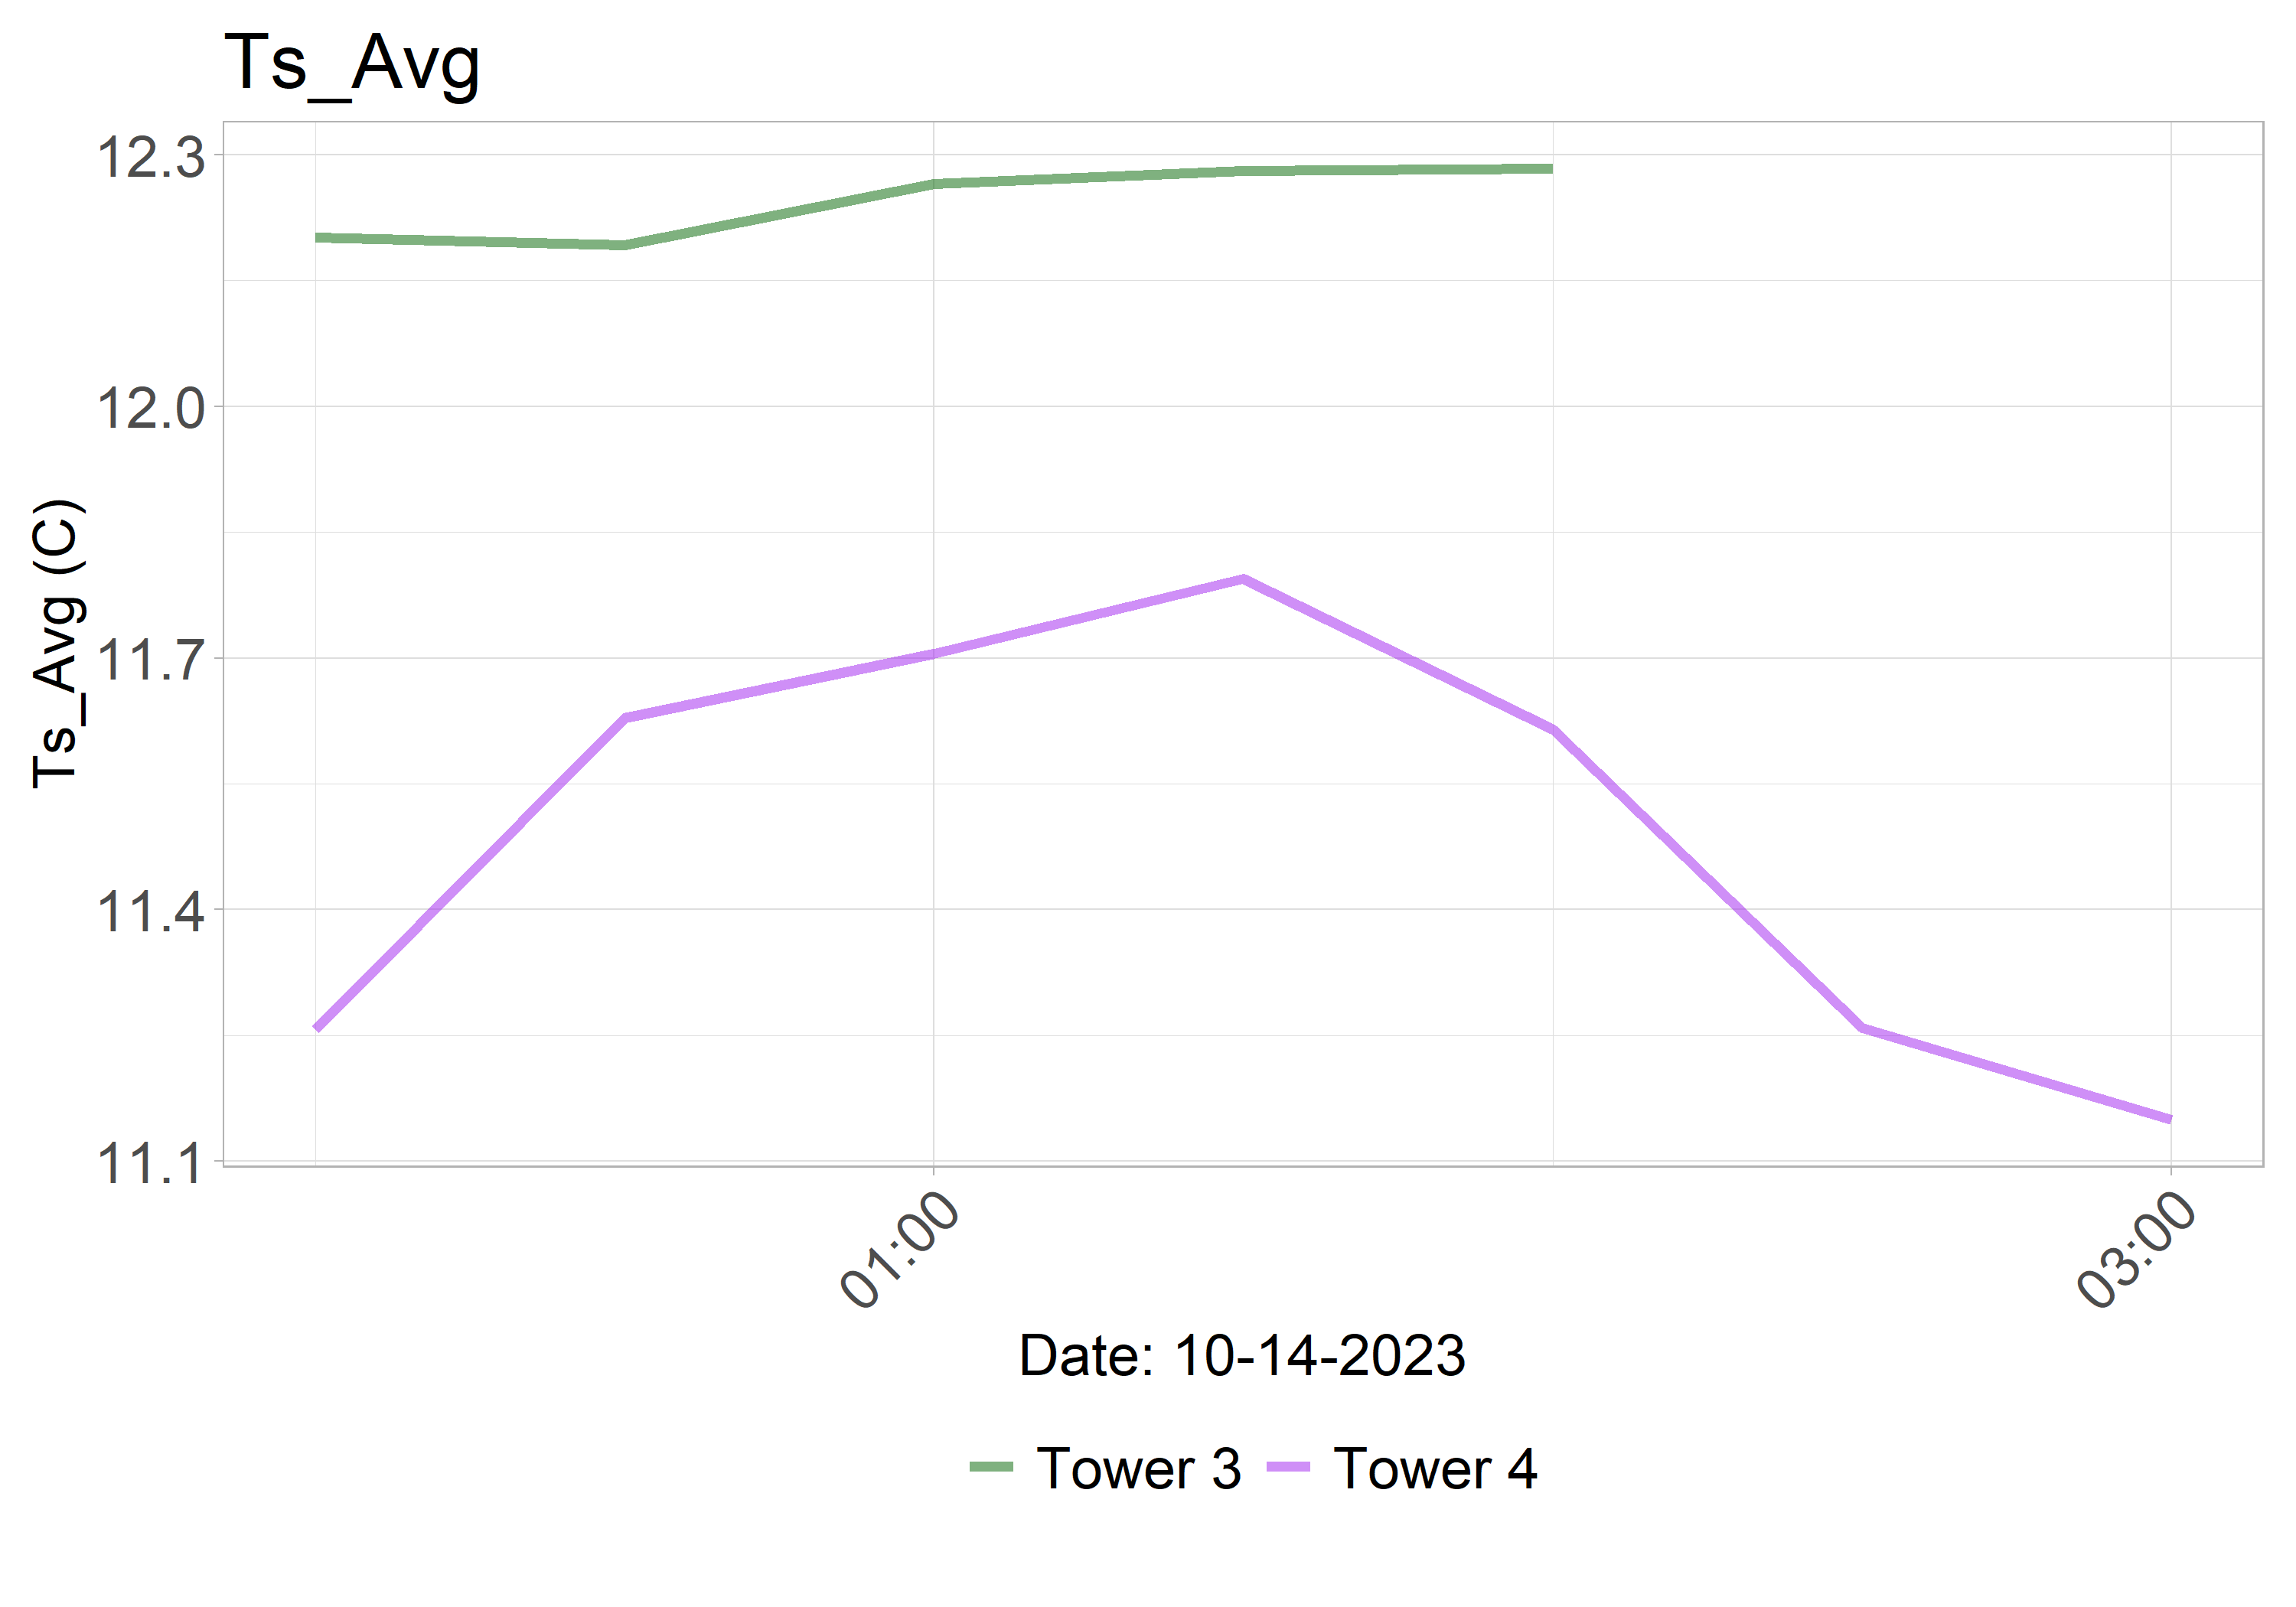 Ts_Avg
Ts_Avg (C)
12.3
12.0
11.7
11.4
11.1
01:00
03:00
Date: 10-14-2023
Tower 3
Tower 4